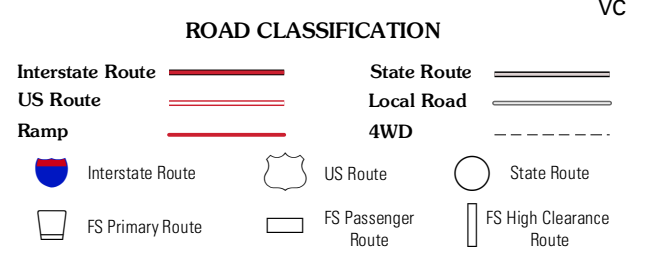 VC
ROAD CLASSIFICATION
Interstate Route
State Route
US Route
Local Road
Ramp
4WD
Interstate Route
US Route
State Route
FS Primary Route
FS Passenger
Route
FS High Clearance
Route